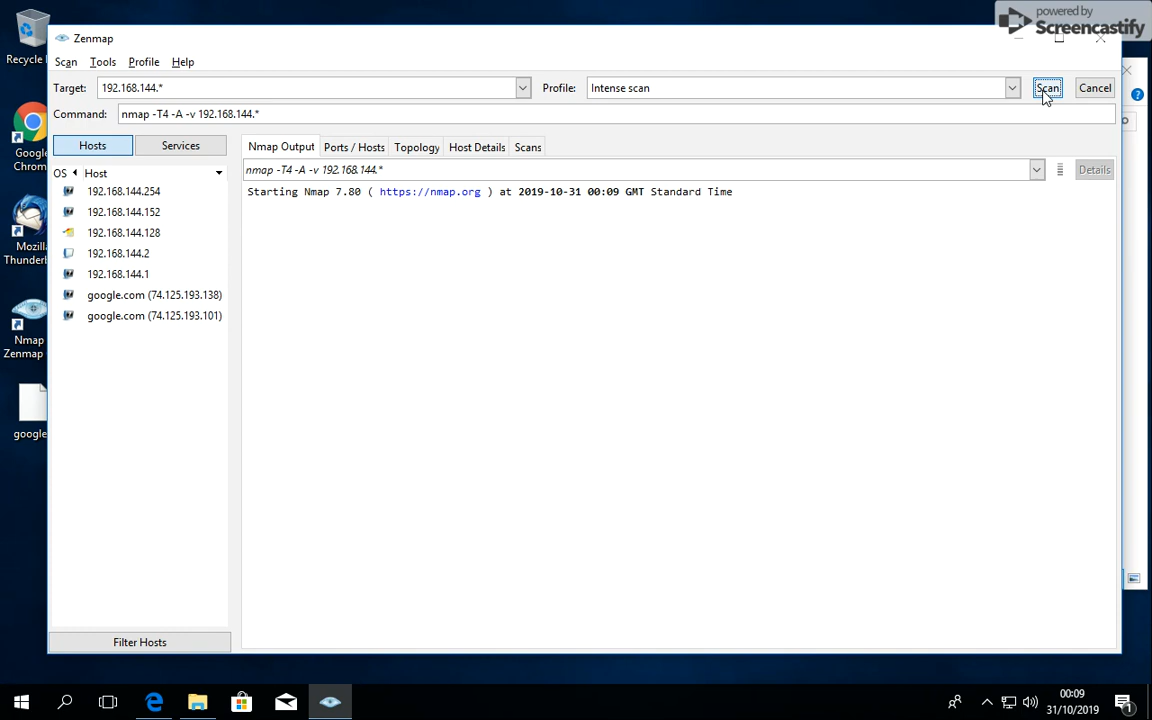 powered by
Screencastify
Recycle
Zenmap
Scan Tools Profile Help
Target: 192.168.144.* Profile: Intense scan Scan Cancel
Command: nmap -T4 -A -v 192.168.144.*
Hosts Services
Nmap Output Ports / Hosts Topology Host Details Scans
OS Host
nmap -T4 -A -v 192.168.144.* Details
Starting Nmap 7.80 ( https://nmap.org ) at 2019-10-31 00:09 GMT Standard Time
192.168.144.254
192.168.144.152
192.168.144.128
192.168.144.2
192.168.144.1
google.com (74.125.193.138)
google.com (74.125.193.101)
Google
Chrom
Mozill
Thunderb
Nmap
Zenmap
google
Filter Hosts
00:09
31/10/2019
1